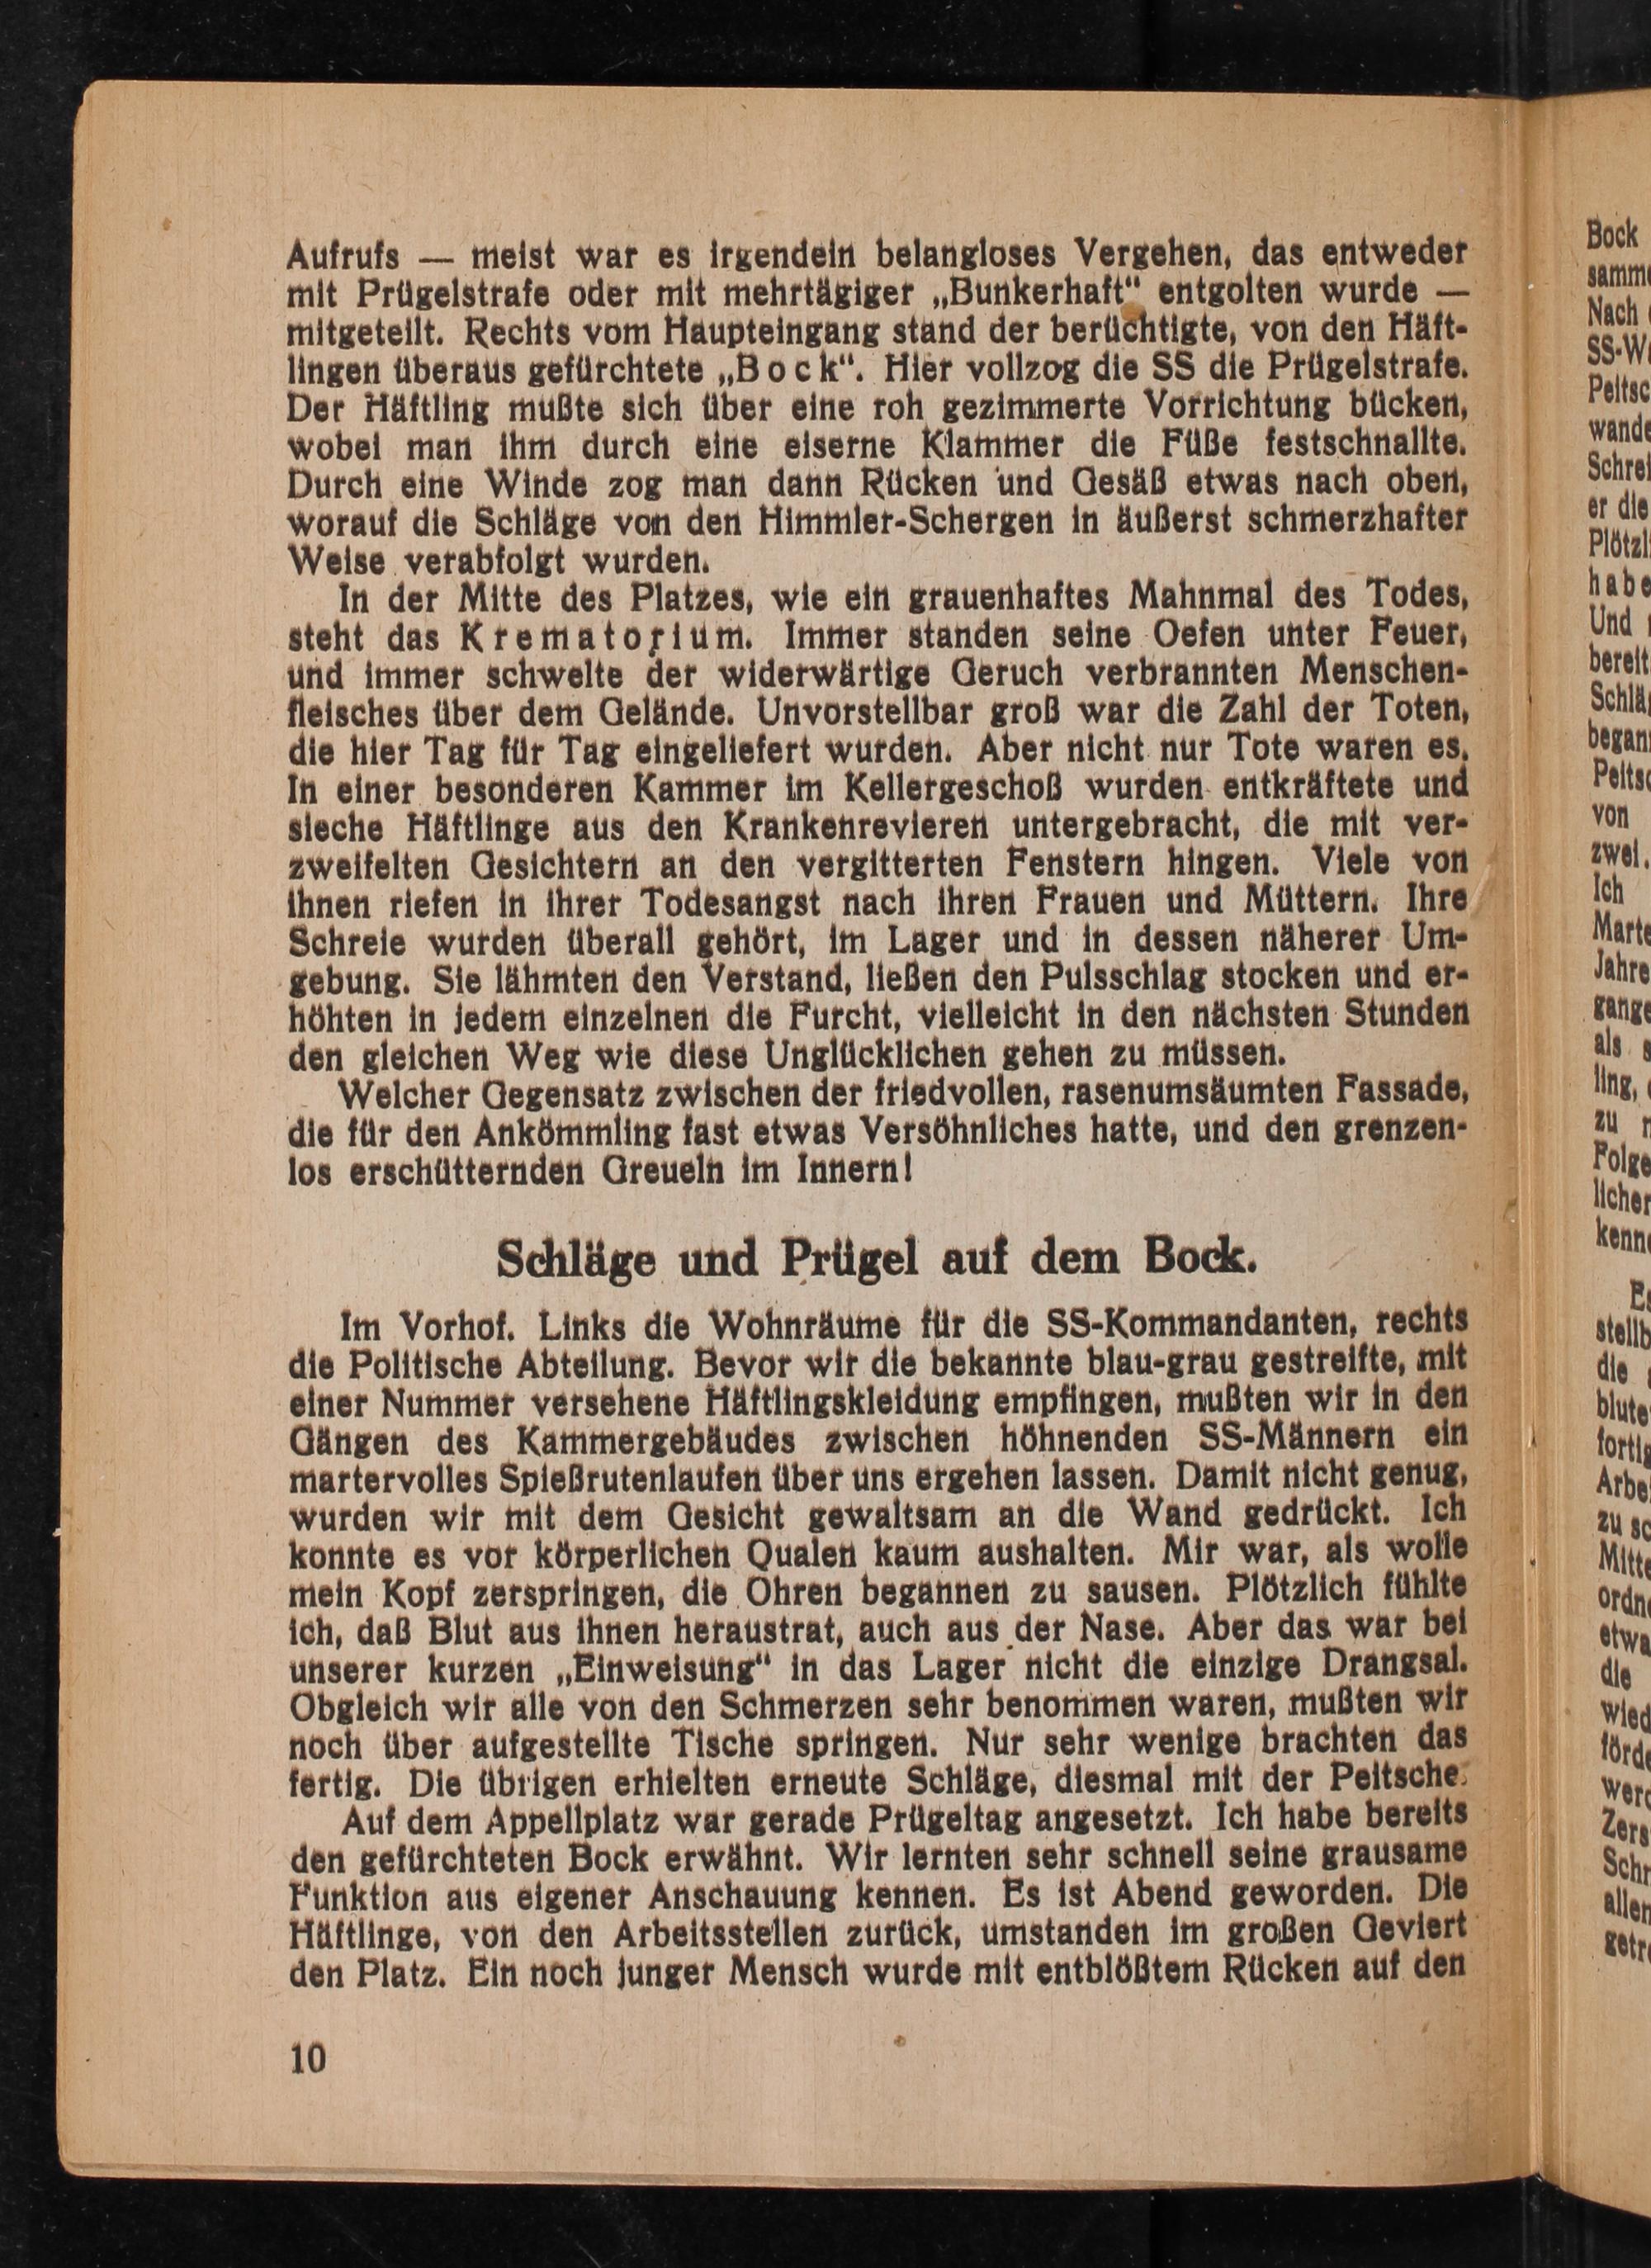 Aufrufs — meist war es irgendein belangloses Vergehen, das entweder
mit Prügelstrafe oder mit mehrtägiger „Bunkerhaft“ entgolten wurde —
mitgeteilt. Rechts vom Haupteingang stand der berüchtigte, von den Häft-
lingen überaus gefürchtete „Bock“. Hier vollzog die SS die Prügelstrafe.
Der Häftling mußte sich über eine roh gezimmerte Vorrichtung bücken,
wobei man ihm durch eine eiserne Klammer die Füße festschnallte.
Durch eine Winde zog man dann Rücken und Gesäß etwas nach oben,
worauf die Schläge von den Himmler-Schergen in äußerst schmerzhafter
Weise verabfolgt wurden.
In der Mitte des Platzes, wie ein grauenhaftes Mahnmal des Todes,
steht das Krematorium. Immer standen seine Oefen unter Feuer,
und immer schwelte der widerwärtige Geruch verbrannten Menschen-
fleisches über dem Gelände. Unvorstellbar groß war die Zahl der Toten,
die hier Tag für Tag eingeliefert wurden. Aber nicht nur Tote waren es.
In einer besonderen Kammer im Kellergeschoß wurden entkräftete und
sieche Häftlinge aus den Krankenrevieren untergebracht, die mit ver-
zweifelten Gesichtern an den vergitterten Fenstern hingen. Viele von
ihnen riefen in ihrer Todesangst nach ihren Frauen und Müttern. Ihre
Schreie wurden überall gehört, im Lager und in dessen näherer Um-
gebung. Sie lähmten den Verstand, ließen den Pulsschlag stocken und er-
höhten in jedem einzelnen die Furcht, vielleicht in den nächsten Stunden
den gleichen Weg wie diese Unglücklichen gehen zu müssen.
Welcher Gegensatz zwischen der friedvollen, rasenumsäumten Fassade,
die für den Ankömmling fast etwas Versöhnliches hatte, und den grenzen-
los erschütternden Greueln im Innern!
Schläge und Prügel auf dem Bock.
Im Vorhof. Links die Wohnräume für die SS-Kommandanten, rechts
die Politische Abteilung. Bevor wir die bekannte blau-grau gestreifte, mit
einer Nummer versehene Häftlingskleidung empfingen, mußten wir in den
Gängen des Kammergebäudes zwischen höhnenden SS-Männern ein
martervolles Spießrutenlaufen über uns ergehen lassen. Damit nicht genug,
wurden wir mit dem Gesicht gewaltsam an die Wand gedrückt. Ich
konnte es vor körperlichen Qualen kaum aushalten. Mir war, als wolle
mein Kopf zerspringen, die Ohren begannen zu sausen. Plötzlich fühlte
ich, daß Blut aus ihnen heraustrat, auch aus der Nase. Aber das war bei
unserer kurzen „Einweisung“ in das Lager nicht die einzige Drangsal.
Obgleich wir alle von den Schmerzen sehr benommen waren, mußten wir
noch über aufgestellte Tische springen. Nur sehr wenige brachten das
fertig. Die übrigen erhielten erneute Schläge, diesmal mit der Peitsche.
Auf dem Appellplatz war gerade Prügeltag angesetzt. Ich habe bereits
den gefürchteten Bock erwähnt. Wir lernten sehr schnell seine grausame
Funktion aus eigener Anschauung kennen. Es ist Abend geworden. Die
Häftlinge, von den Arbeitsstellen zurück, umstanden im großen Geviert
den Platz. Ein noch junger Mensch wurde mit entblößtem Rücken auf den
10